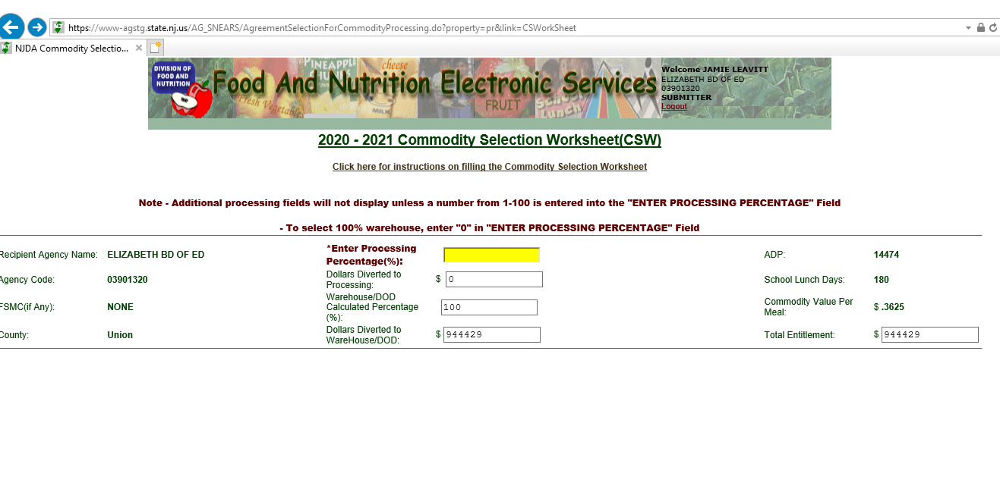 https://www-agstg.state.nj.us/AG_SNEARS/AgreementSelectionForCommodityProcessing.do?property=pr&link=CSWorkSheet
NJDA Commodity Selectio...
DIVISION OF
FOOD AND
NUTRITION
PINEAPPLE
cheese
Food And Nutrition Electronic Services
Fresh Vegetable
MILK
FRUIT
School
Lunch
Welcome JAMIE LEAVITT
ELIZABETH BD OF ED
03901320
SUBMITTER
Logout
2020 - 2021 Commodity Selection Worksheet(CSW)
Click here for instructions on filling the Commodity Selection Worksheet
Note - Additional processing fields will not display unless a number from 1-100 is entered into the "ENTER PROCESSING PERCENTAGE" Field
- To select 100% warehouse, enter "0" in "ENTER PROCESSING PERCENTAGE" Field
Recipient Agency Name: ELIZABETH BD OF ED
Agency Code: 03901320
FSMC(if Any): NONE
County: Union
*Enter Processing
Percentage(%):
Dollars Diverted to
Processing:
$ 0
Warehouse/DOD
Calculated Percentage
(%):
100
Dollars Diverted to
WareHouse/DOD:
$ 944429
ADP: 14474
School Lunch Days: 180
Commodity Value Per
Meal:
$ .3625
Total Entitlement: $ 944429